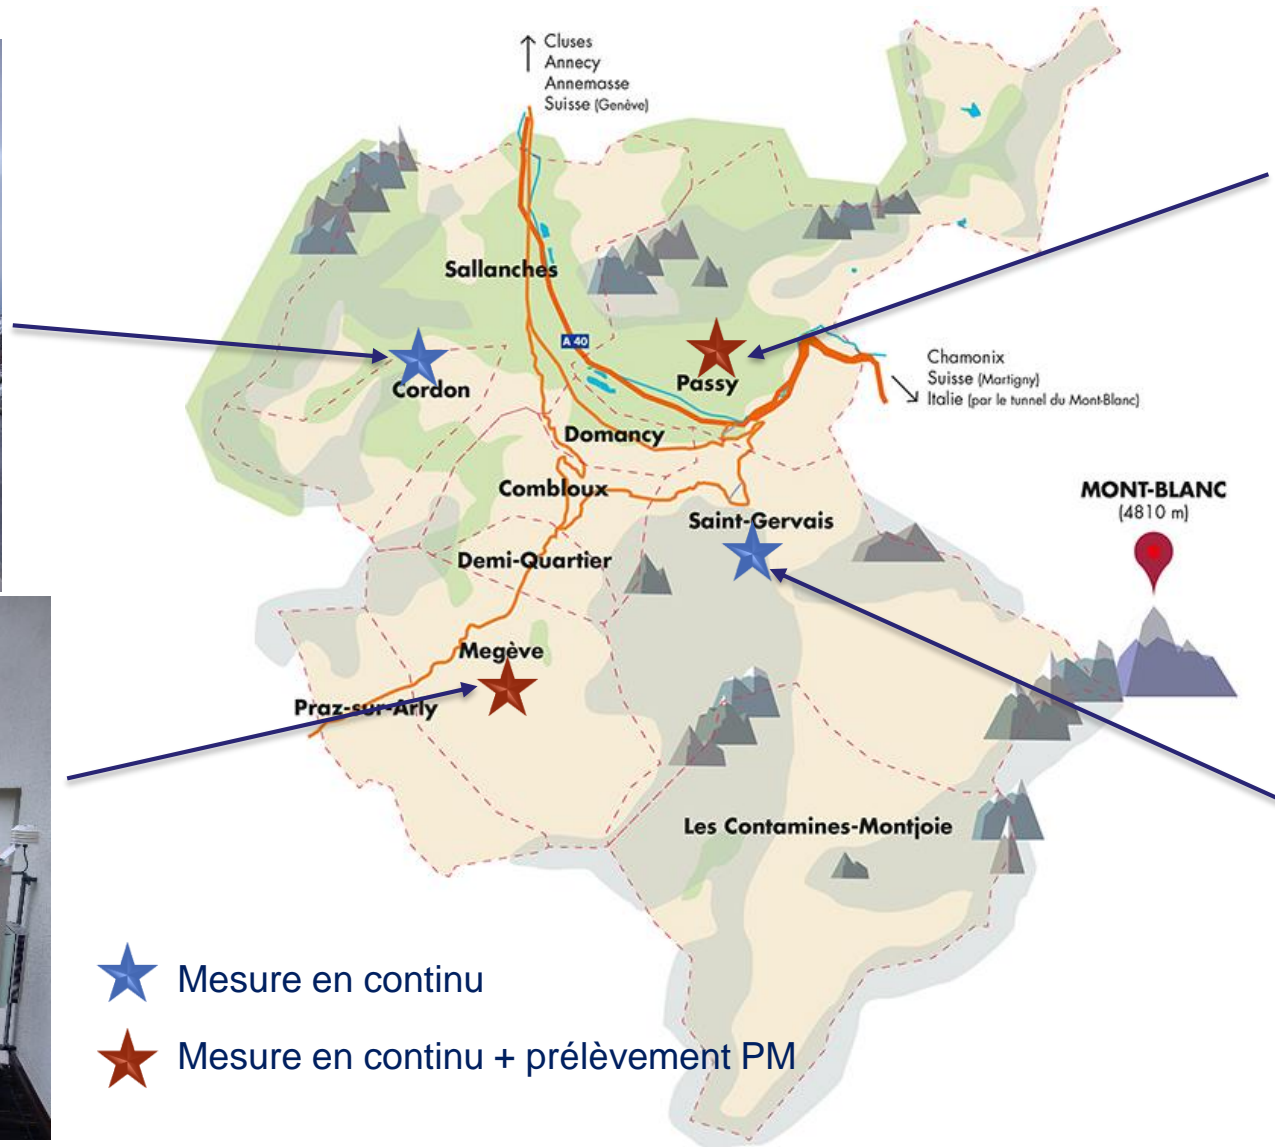 Cluses
Annecy
Annemasse
Suisse (Genève)
Sallanches
A 40
Cordon
Passy
Chamonix
Suisse (Martigny)
Italie (par le tunnel du Mont-Blanc)
Domancy
Combloux
MONT-BLANC
(4810 m)
Saint-Gervais
Demi-Quartier
Megève
Praz-sur-Arly
Les Contamines-Montjoie
Mesure en continu
Mesure en continu + prélèvement PM